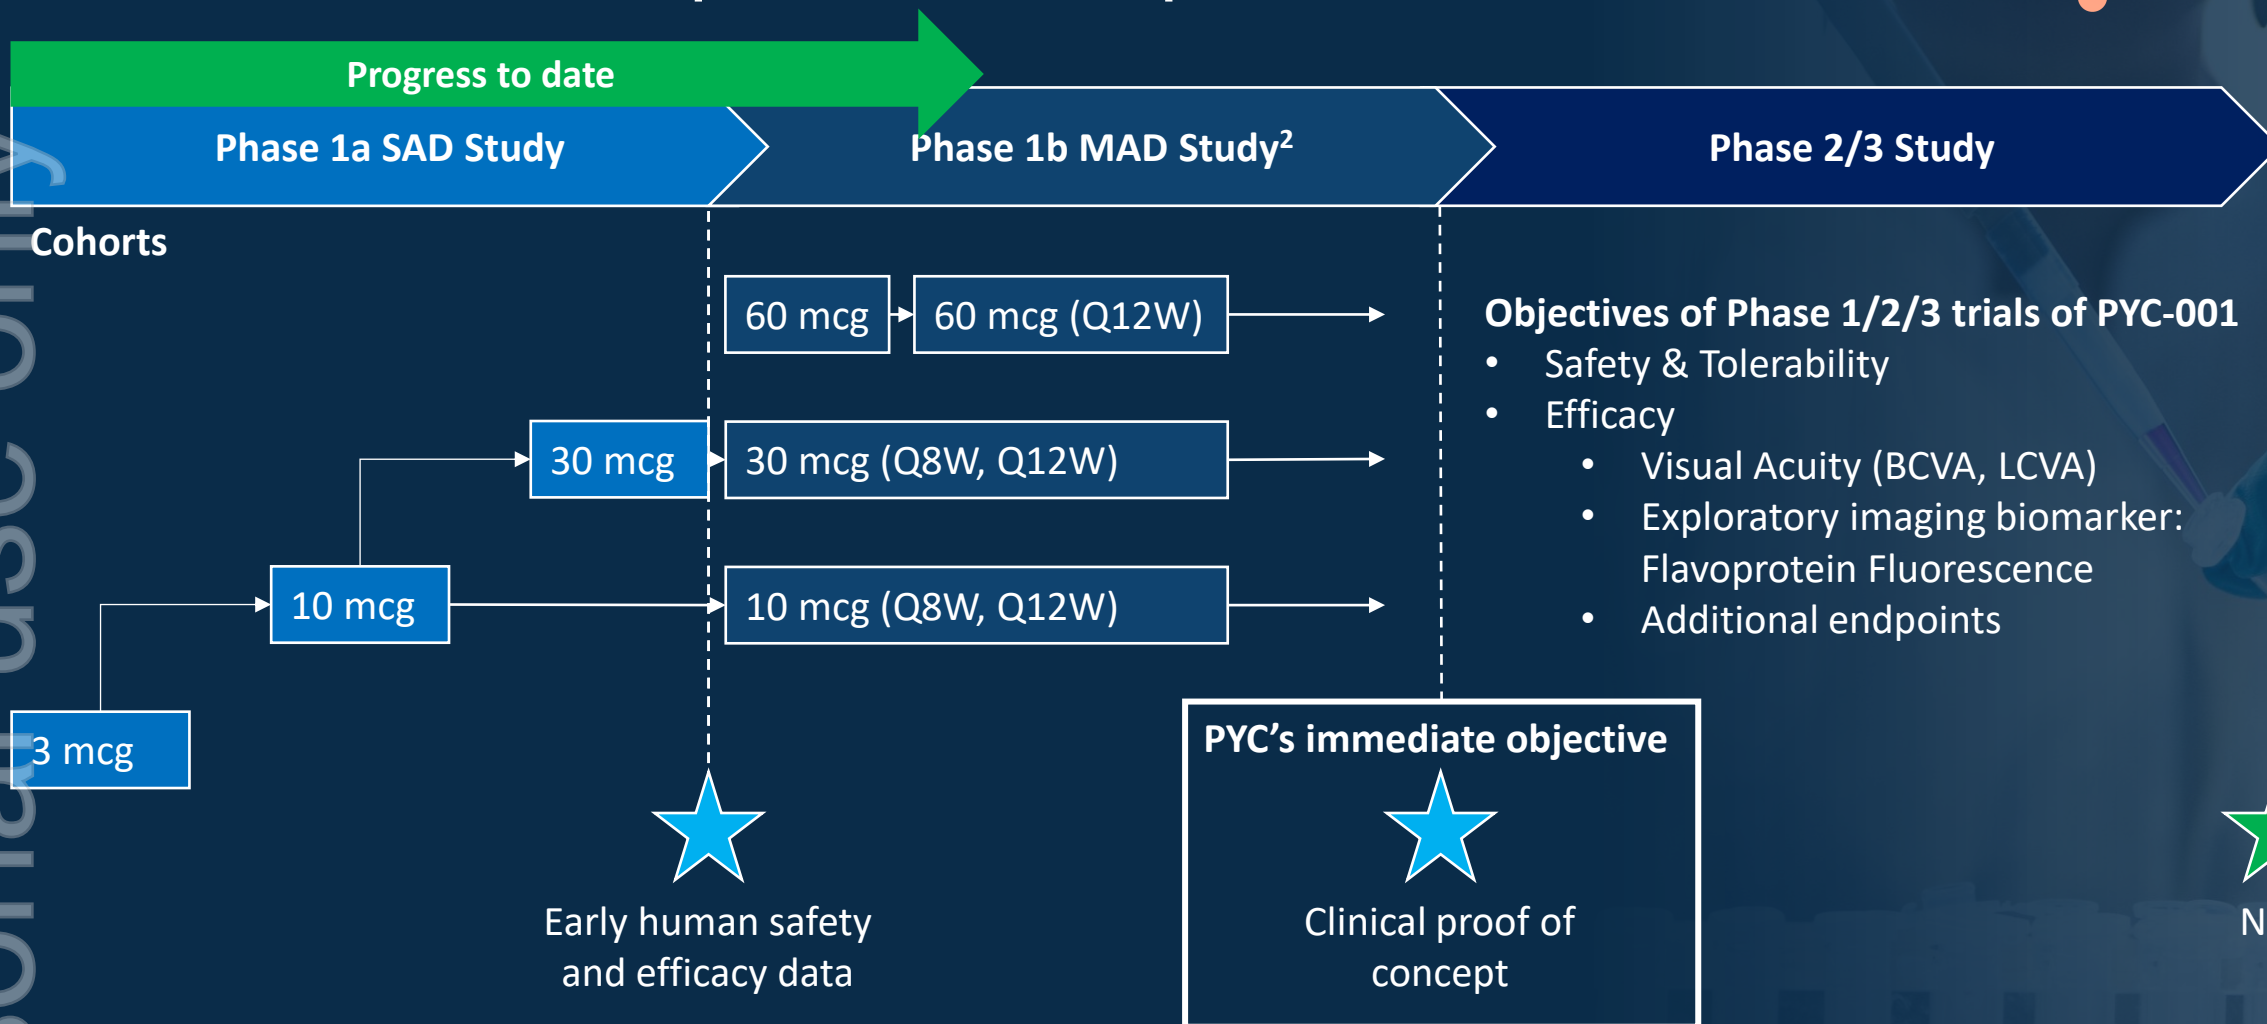 Progress to date
Phase 1a SAD Study
Phase 1b MAD Study²
Phase 2/3 Study
Cohorts
60 mcg
60 mcg (Q12W)
30 mcg
30 mcg (Q8W, Q12W)
10 mcg
10 mcg (Q8W, Q12W)
3 mcg
Objectives of Phase 1/2/3 trials of PYC-001
• Safety & Tolerability
• Efficacy
• Visual Acuity (BCVA, LCVA)
• Exploratory imaging biomarker:
Flavoprotein Fluorescence
• Additional endpoints
Early human safety
and efficacy data
PYC’s immediate objective
Clinical proof of
concept
N
use only